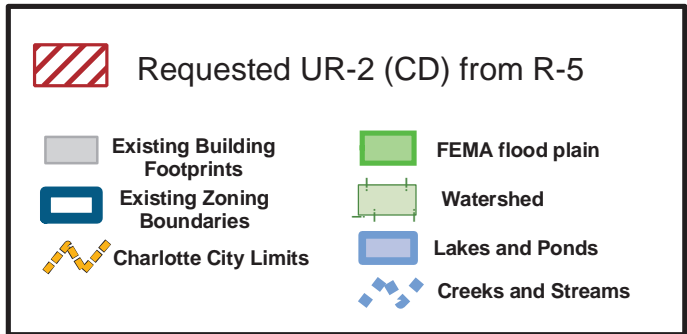 Requested UR-2 (CD) from R-5
Existing Building
Footprints
Existing Zoning
Boundaries
Charlotte City Limits
FEMA flood plain
Watershed
Lakes and Ponds
Creeks and Streams